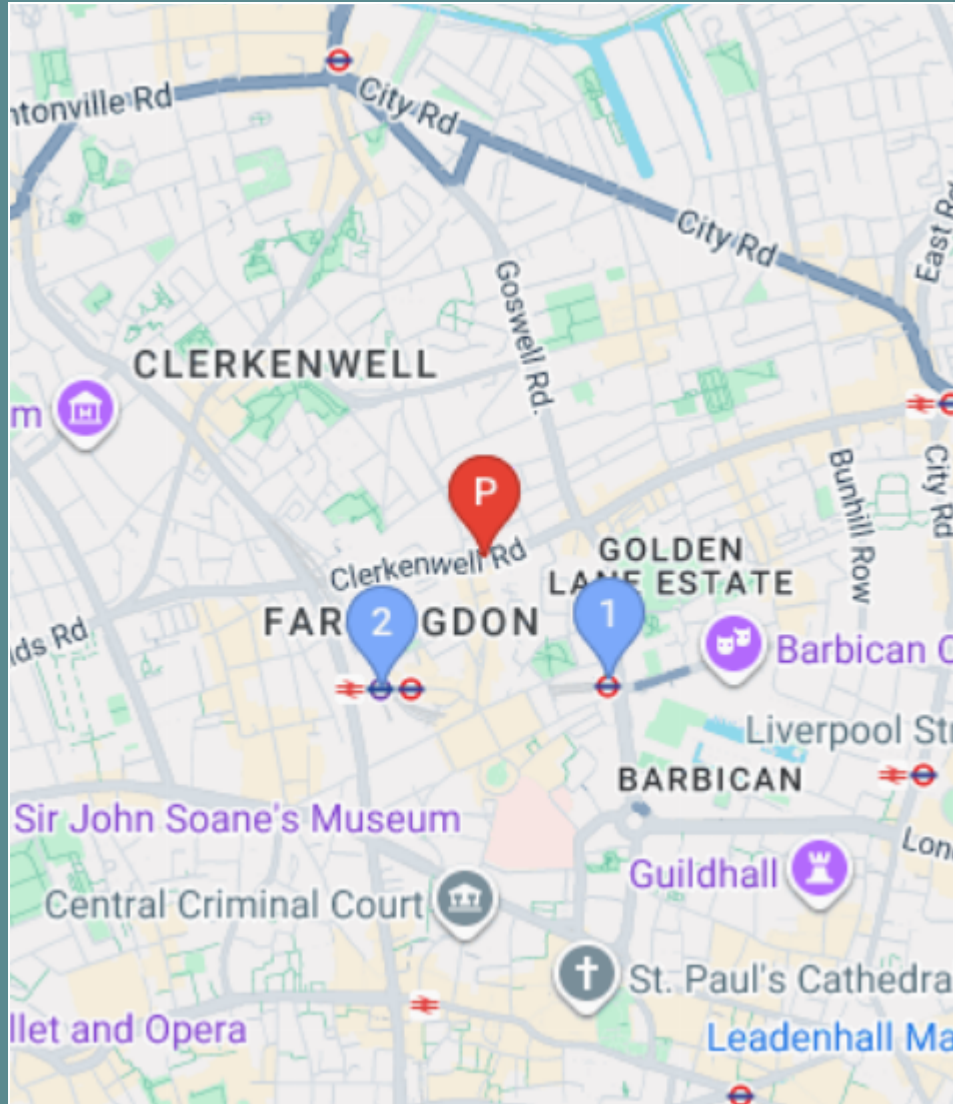 ntonville Rd
City Rd
City Rd
East Rd
Goswell Rd.
CLERKENWELL
m
P
City Rd
Bunhill Row
Clerkenwell Rd
GOLDEN
LANE ESTATE
FAR GDON
2
1
ds Rd
Barbican C
Liverpool Str
BARBICAN
Sir John Soane's Museum
Lon
Guildhall
Central Criminal Court
St. Paul's Cathedra
llet and Opera
Leadenhall Ma